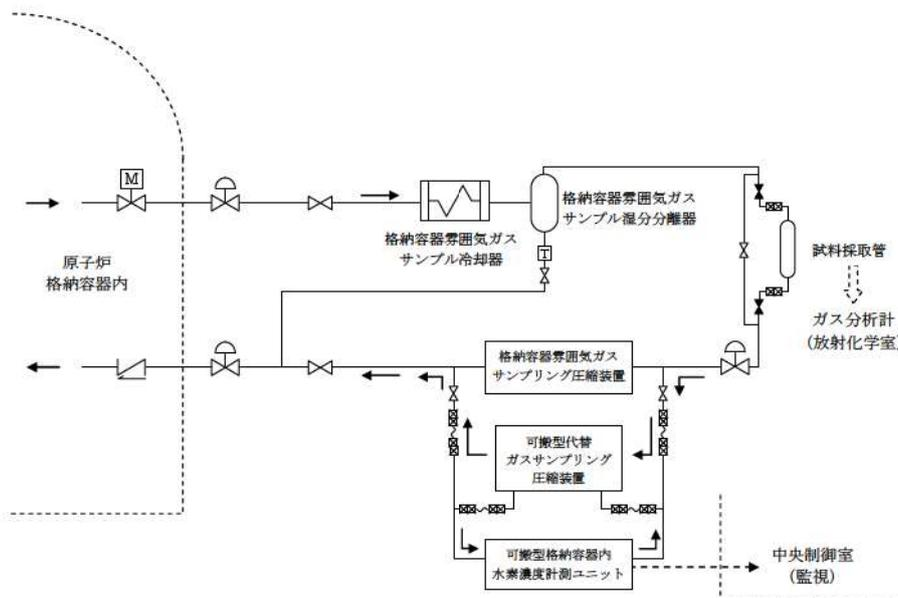 M
格納容器雰囲気ガス
サンプル湿分分離器
格納容器雰囲気ガス
サンプル冷却器
T
試料採取管
ガス分析計
(放射化学室)
原子炉
格納容器内
格納容器雰囲気ガス
サンプリング圧縮装置
可搬型代替
ガスサンプリング
圧縮装置
可搬型格納容器内
水素濃度計測ユニット
中央制御室
(監視)